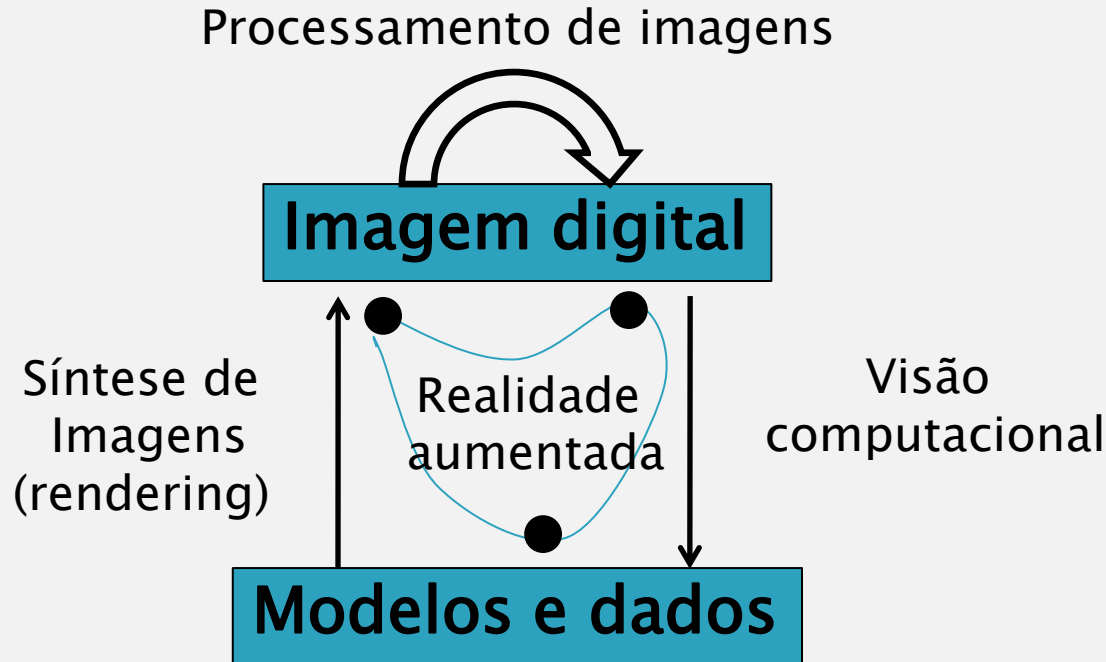 Processamento de imagens
Imagem digital
Síntese de
Imagens
(rendering)
Realidade
aumentada
Visão
computacional
Modelos e dados